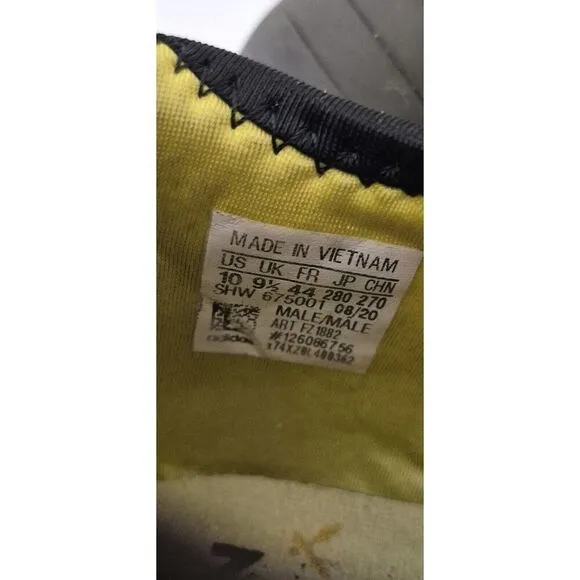 MADE IN VIETNAM
US UK FR JP CHN
10 9½ 44 280 270
SHW 675001 08/20
MALE/MALE
ART FZ1882
#126086756
adidas